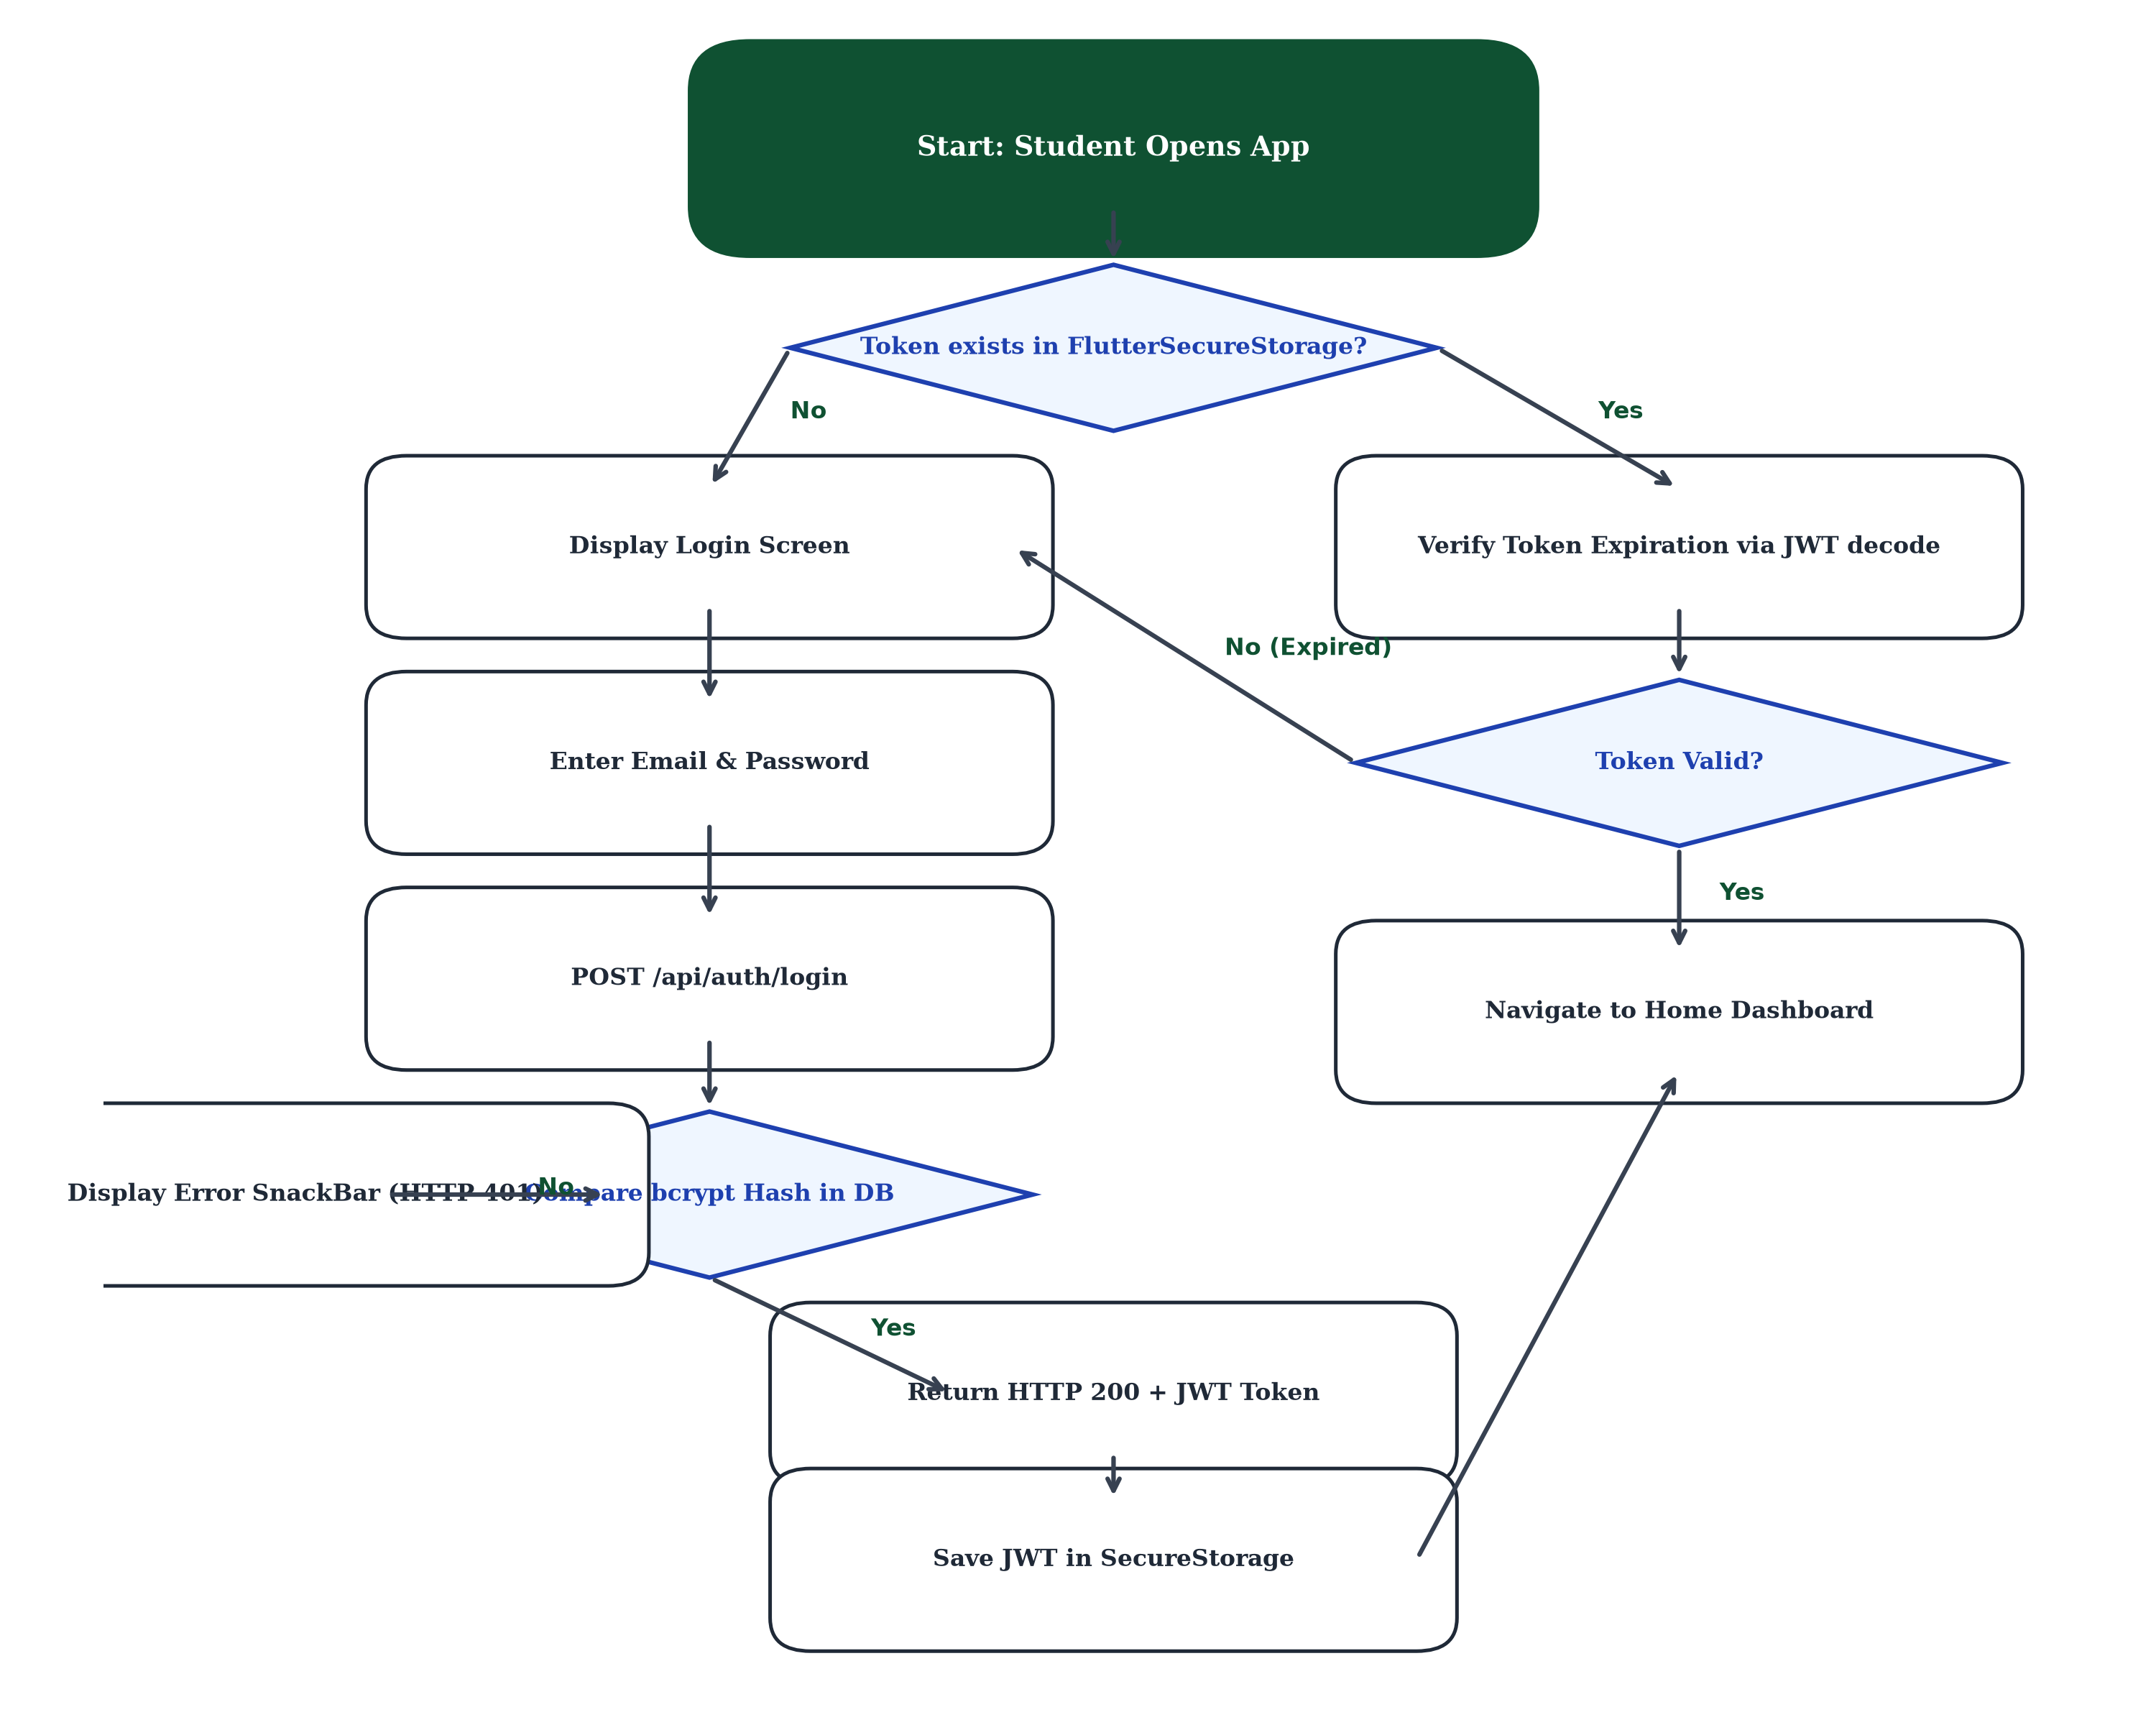 Start: Student Opens App
Token exists in FlutterSecureStorage?
No
Yes
Display Login Screen
Verify Token Expiration via JWT decode
No (Expired)
Enter Email & Password
Token Valid?
Yes
POST /api/auth/login
Navigate to Home Dashboard
Display Error SnackBar (HTTP 401)
No
Compare bcrypt Hash in DB
Yes
Return HTTP 200 + JWT Token
Save JWT in SecureStorage